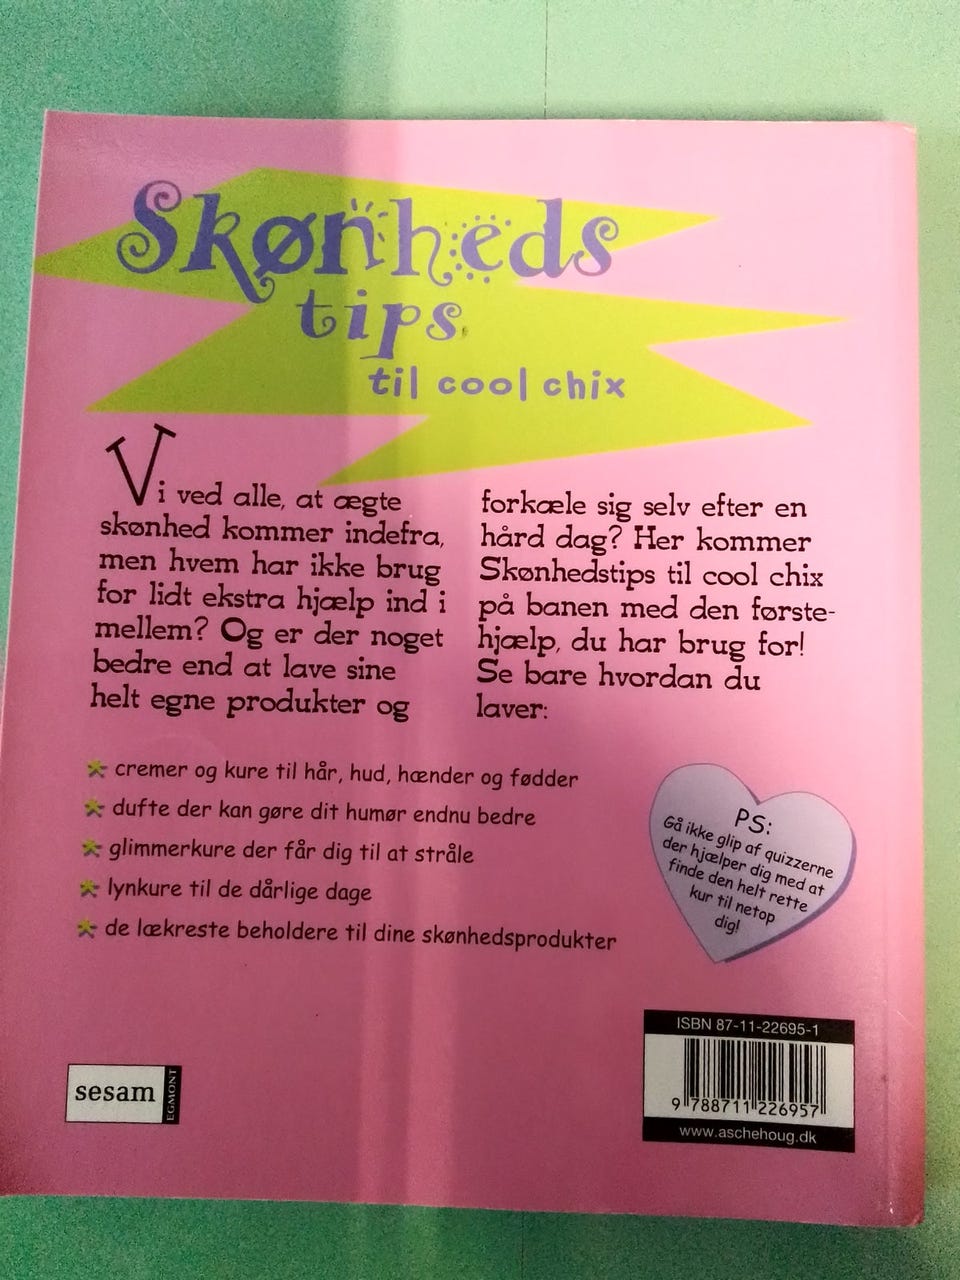 Skønheds
tips
til cool chix
Vi ved alle, at ægte
skønhed kommer indefra,
men hvem har ikke brug
for lidt ekstra hjælp ind i
mellem? Og er der noget
bedre end at lave sine
helt egne produkter og
forkæle sig selv efter en
hård dag? Her kommer
Skønhedstips til cool chix
på banen med den første-
hjælp, du har brug for!
Se bare hvordan du
laver:
cremer og kure til hår, hud, hænder og fødder
dufte der kan gøre dit humør endnu bedre
glimmerkure der får dig til at stråle
lynkure til de dårlige dage
de lækreste beholdere til dine skønhedsprodukter
PS:
Gå ikke glip af quizzerne
der hjælper dig med at
finde den helt rette
kur til netop
dig!
ISBN 87-11-22695-1
9 788711 226957
www.aschehoug.dk
sesam
EGMONT